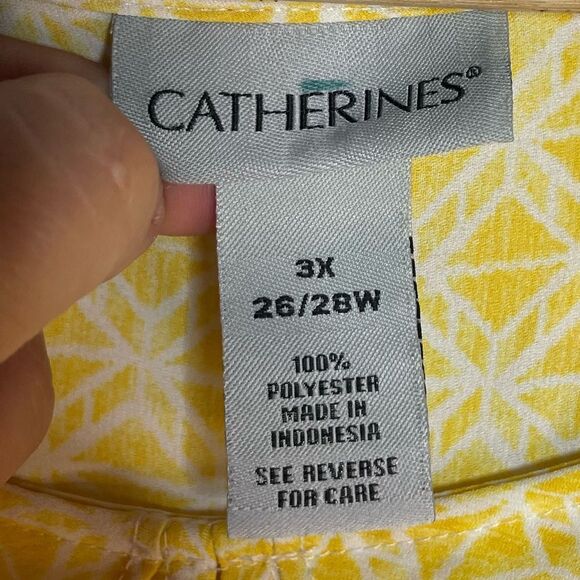 CATHERINES®
3X
26/28W
100%
POLYESTER
MADE IN
INDONESIA
SEE REVERSE
FOR CARE